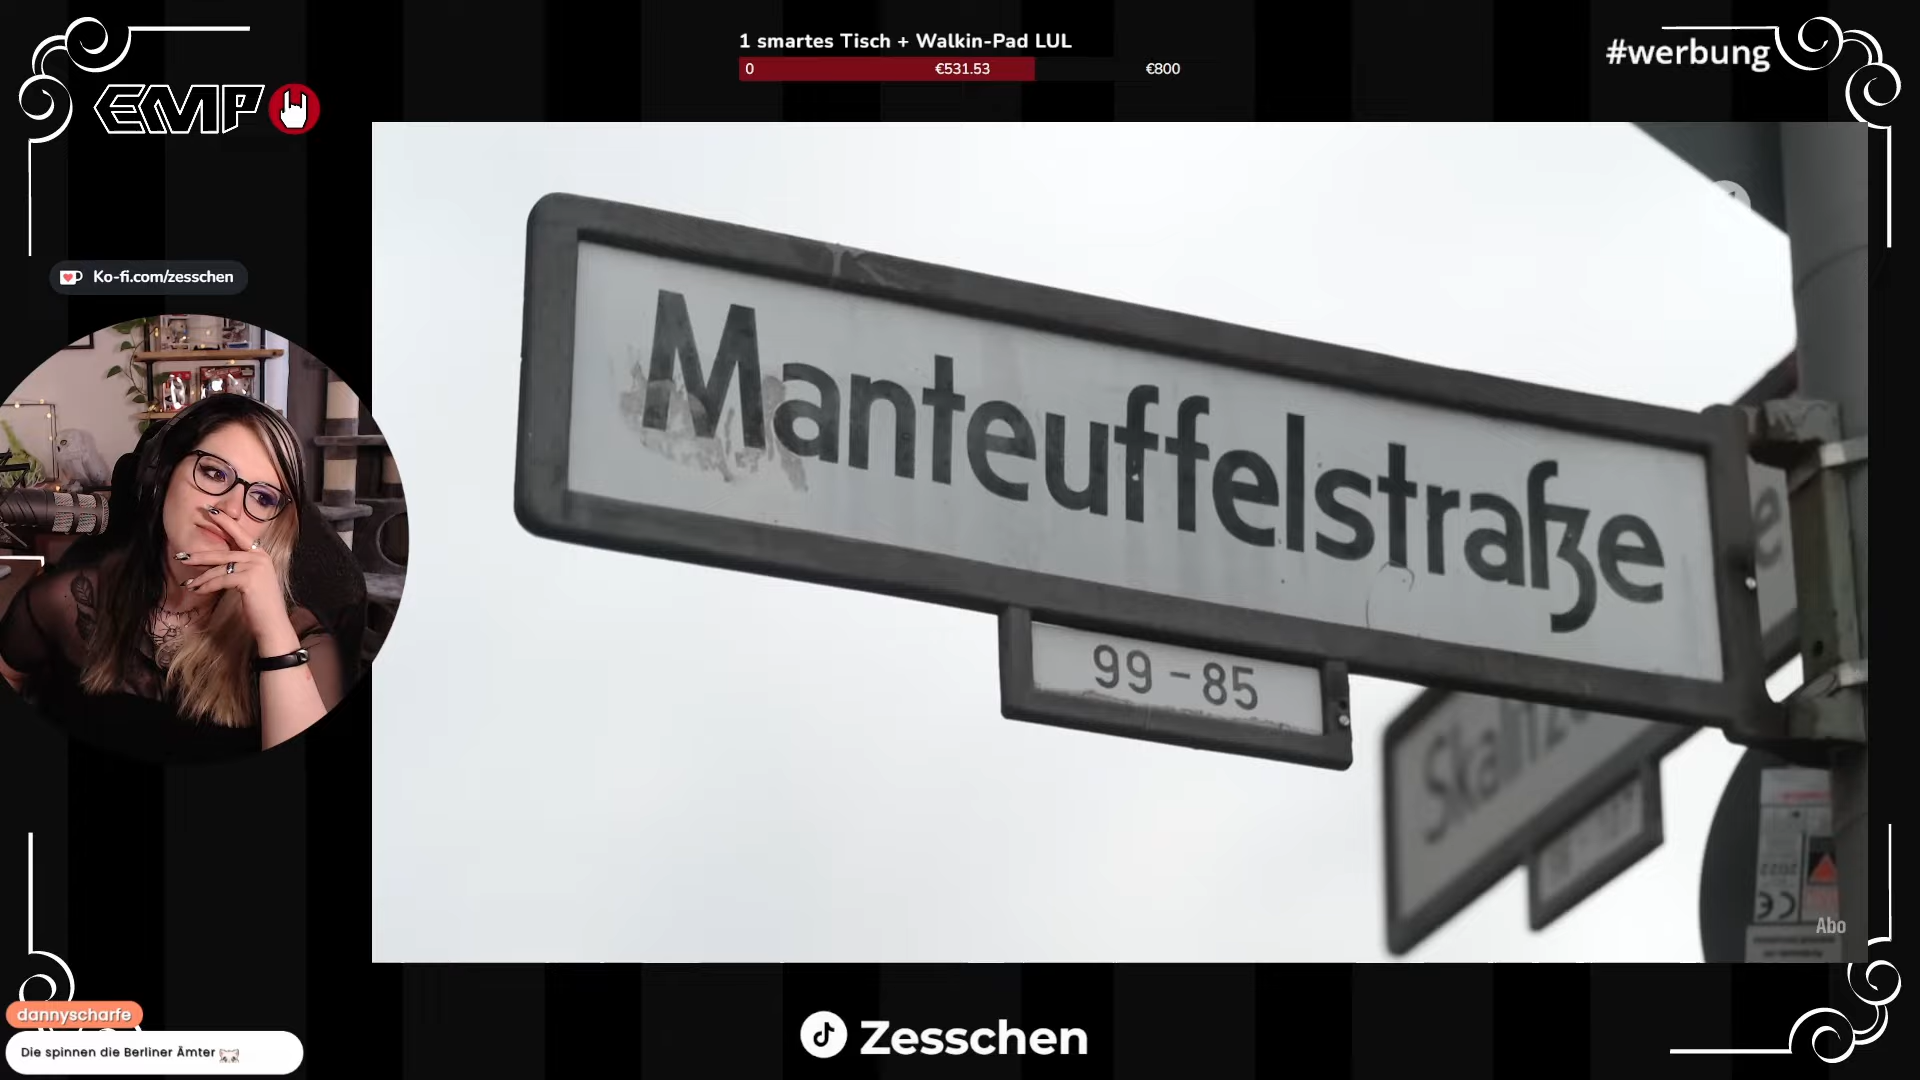 1 smartes Tisch + Walkin-Pad LUL
0 €531.53 €800
#werbung
EMP
Ko-fi.com/zesschen
Manteuffelstraße
99-85
Abo
dannyscharfe
Die spinnen die Berliner Ämter
Zesschen